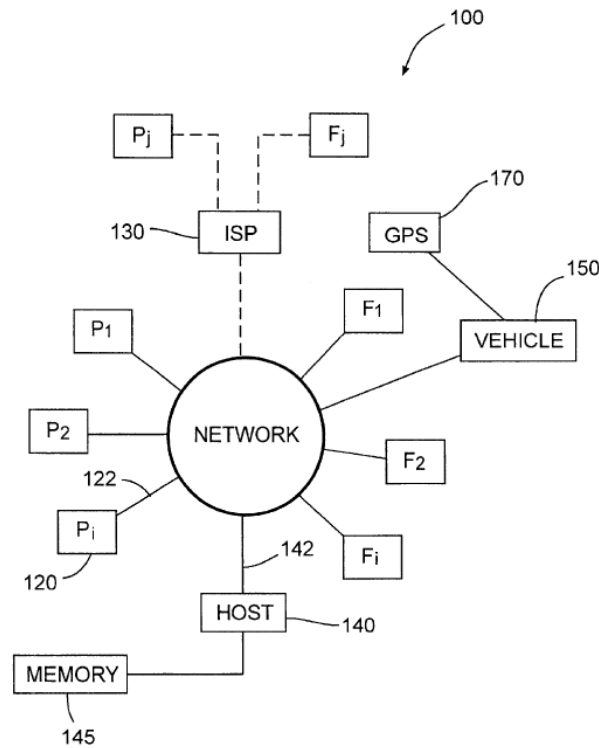 100
Pj
Fj
170
130
ISP
GPS
150
F1
P1
VEHICLE
NETWORK
P2
F2
122
Pi
Fi
120
142
HOST
140
MEMORY
145